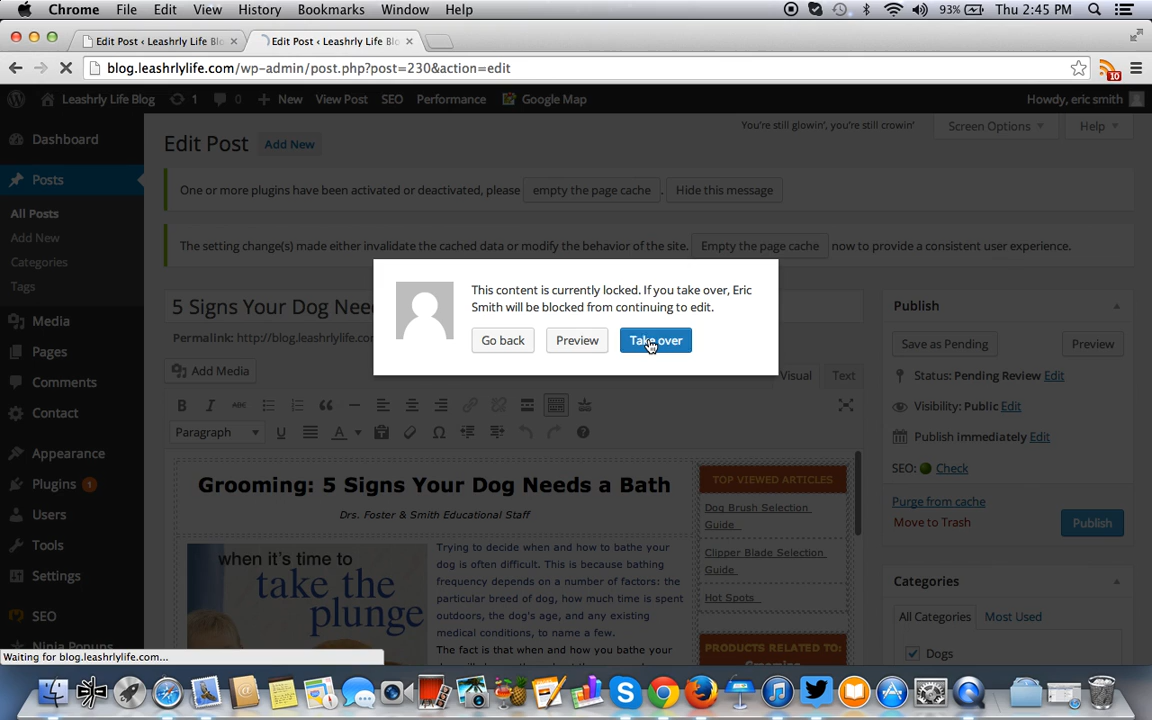 Chrome File Edit View History Bookmarks Window Help 93% Thu 2:45 PM
Edit Post ‹ Leashrly Life Blo Edit Post ‹ Leashrly Life Blo
blog.leashrlylife.com/wp-admin/post.php?post=230&action=edit 10
Leashrly Life Blog 1 0 New View Post SEO Performance Google Map Howdy, eric smith
You're still glowin', you're still crowin' Screen Options Help
Dashboard
Posts
All Posts
Add New
Categories
Tags
Media
Pages
Comments
Contact
Appearance
Plugins 1
Users
Tools
Settings
SEO
Ninja Popups
Edit Post Add New
One or more plugins have been activated or deactivated, please empty the page cache . Hide this message
The setting change(s) made either invalidate the cached data or modify the behavior of the site. Empty the page cache now to provide a consistent user experience.
This content is currently locked. If you take over, Eric
Smith will be blocked from continuing to edit.
Go back Preview Take over
5 Signs Your Dog Nee
Permalink: http://blog.leashrlylife.co
Add Media Visual Text
B I ABC
Paragraph U A Ω
Grooming: 5 Signs Your Dog Needs a Bath
Drs. Foster & Smith Educational Staff
when it's time to
take the
plunge
Trying to decide when and how to bathe your
dog is often difficult. This is because bathing
frequency depends on a number of factors: the
particular breed of dog, how much time is spent
outdoors, the dog's age, and any existing
medical conditions, to name a few.
The fact is that when and how you bathe your
TOP VIEWED ARTICLES
Dog Brush Selection
Guide
Clipper Blade Selection
Guide
Hot Spots
PRODUCTS RELATED TO:
Publish
Save as Pending Preview
Status: Pending Review Edit
Visibility: Public Edit
Publish Immediately Edit
SEO: Check
Purge from cache
Move to Trash Publish
Categories
All Categories Most Used
Dogs
Waiting for blog.leashrlylife.com...